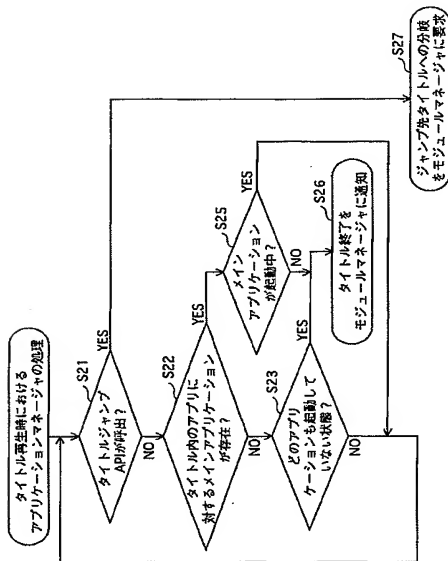 タイトル再生時における
アプリケーションマネージャの処理
S21
タイトルジャンプ
APIが呼出?
YES
NO
S22
タイトル内のアプリに
対するメインアプリケーション
が存在?
YES
NO
S25
メイン
アプリケーション
が起動中?
YES
NO
S23
どのアプリ
ケーションも起動して
いない状態?
YES
NO
S26
タイトル終了を
モジュールマネージャに通知
S27
ジャンプ先タイトルへの分岐
をモジュールマネージャに要求